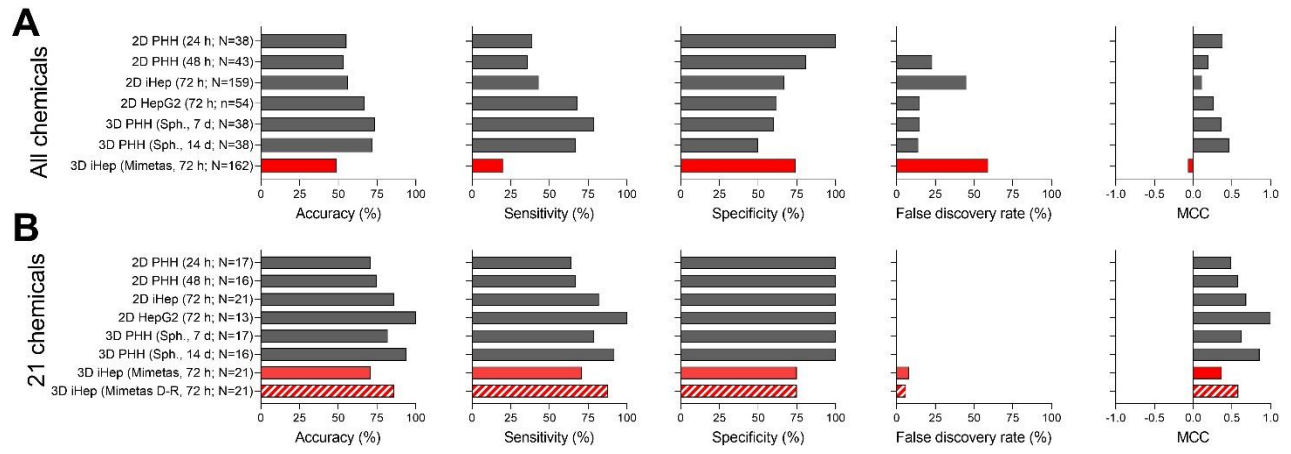 A
All chemicals
2D PHH (24 h; N=38)
2D PHH (48 h; N=43)
2D iHep (72 h; N=159)
2D HepG2 (72 h; n=54)
3D PHH (Sph., 7 d; N=38)
3D PHH (Sph., 14 d; N=38)
3D iHep (Mimetas, 72 h; N=162)
0 25 50 75 100 0 25 50 75 100 0 25 50 75 100 0 25 50 75 100 -1.0 -0.5 0.0 0.5 1.0
Accuracy (%) Sensitivity (%) Specificity (%) False discovery rate (%) MCC
B
21 chemicals
2D PHH (24 h; N=17)
2D PHH (48 h; N=16)
2D iHep (72 h; N=21)
2D HepG2 (72 h; N=13)
3D PHH (Sph., 7 d; N=17)
3D PHH (Sph., 14 d; N=16)
3D iHep (Mimetas, 72 h; N=21)
3D iHep (Mimetas D-R, 72 h; N=21)
0 25 50 75 100 0 25 50 75 100 0 25 50 75 100 0 25 50 75 100 -1.0 -0.5 0.0 0.5 1.0
Accuracy (%) Sensitivity (%) Specificity (%) False discovery rate (%) MCC